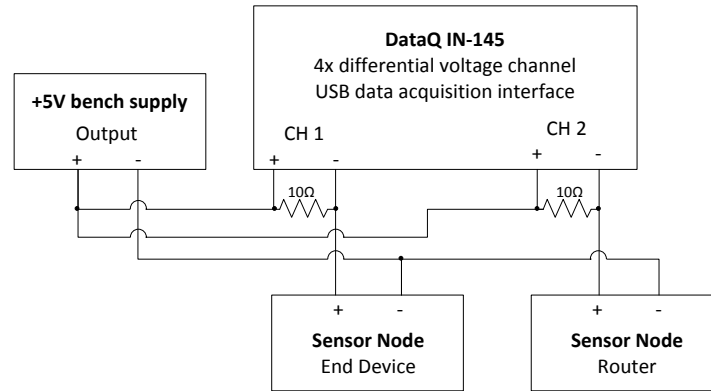 DataQ IN-145
4x differential voltage channel
USB data acquisition interface
+5V bench supply
Output
+ -
CH 1
+ -
CH 2
+ -
10Ω
10Ω
+ -
Sensor Node
End Device
+ -
Sensor Node
Router